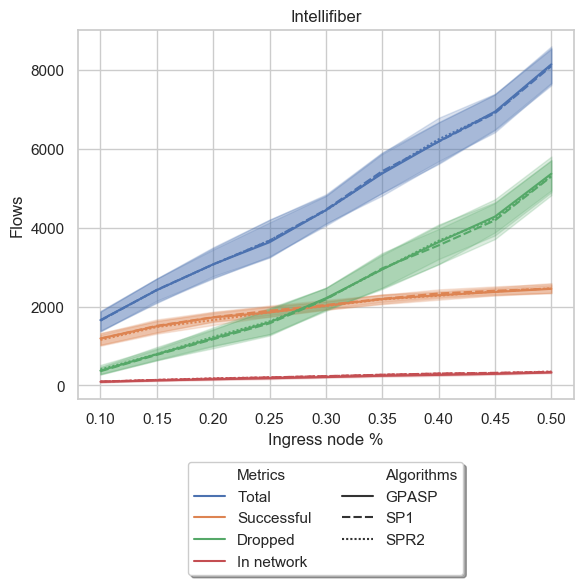 Intellifiber
8000
6000
4000
2000
0
Flows
0.10 0.15 0.20 0.25 0.30 0.35 0.40 0.45 0.50
Ingress node %
Metrics Algorithms
Total GPASP
Successful SP1
Dropped SPR2
In network